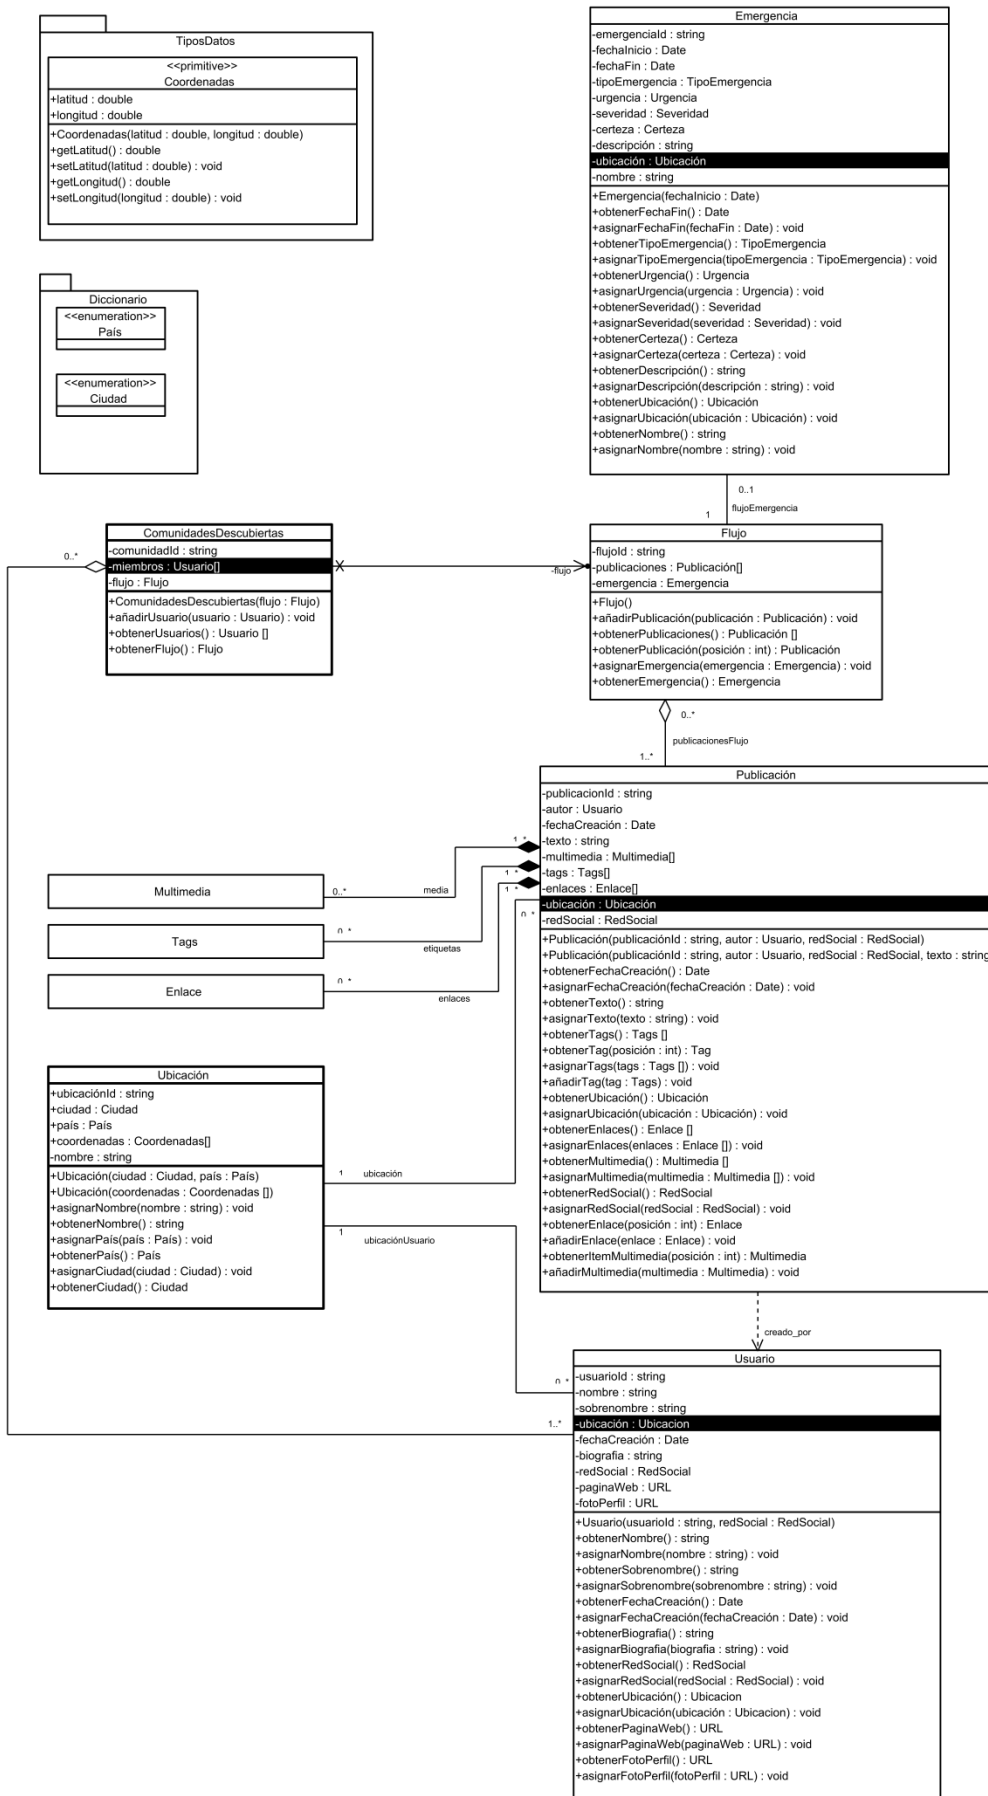 TiposDatos
<<primitive>>
Coordenadas
+latitud : double
+longitud : double
+Coordenadas(latitud : double, longitud : double)
+getLatitud() : double
+setLatitud(latitud : double) : void
+getLongitud() : double
+setLongitud(longitud : double) : void
Diccionario
<<enumeration>>
País
<<enumeration>>
Ciudad
Emergencia
-emergenciaId : string
-fechaInicio : Date
-fechaFin : Date
-tipoEmergencia : TipoEmergencia
-urgencia : Urgencia
-severidad : Severidad
-certeza : Certeza
-descripción : string
-ubicación : Ubicación
-nombre : string
+Emergencia(fechaInicio : Date)
+obtenerFechaFin() : Date
+asignarFechaFin(fechaFin : Date) : void
+obtenerTipoEmergencia() : TipoEmergencia
+asignarTipoEmergencia(tipoEmergencia : TipoEmergencia) : void
+obtenerUrgencia() : Urgencia
+asignarUrgencia(urgencia : Urgencia) : void
+obtenerSeveridad() : Severidad
+asignarSeveridad(severidad : Severidad) : void
+obtenerCerteza() : Certeza
+asignarCerteza(certeza : Certeza) : void
+obtenerDescripción() : string
+asignarDescripción(descripción : string) : void
+obtenerUbicación() : Ubicación
+asignarUbicación(ubicación : Ubicación) : void
+obtenerNombre() : string
+asignarNombre(nombre : string) : void
0..1
flujoEmergencia
1
ComunidadesDescubiertas
-comunidadId : string
-miembros : Usuario[]
-flujo : Flujo
+ComunidadesDescubiertas(flujo : Flujo)
+añadirUsuario(usuario : Usuario) : void
+obtenerUsuarios() : Usuario []
+obtenerFlujo() : Flujo
0..*
-flujo
Flujo
-flujoId : string
-publicaciones : Publicación[]
-emergencia : Emergencia
+Flujo()
+añadirPublicación(publicación : Publicación) : void
+obtenerPublicaciones() : Publicación []
+obtenerPublicación(posición : int) : Publicación
+asignarEmergencia(emergencia : Emergencia) : void
+obtenerEmergencia() : Emergencia
0..*
publicacionesFlujo
1..*
Publicación
-publicacionId : string
-autor : Usuario
-fechaCreación : Date
-texto : string
-multimedia : Multimedia[]
-tags : Tags[]
-enlaces : Enlace[]
-ubicación : Ubicación
-redSocial : RedSocial
+Publicación(publicaciónId : string, autor : Usuario, redSocial : RedSocial)
+Publicación(publicaciónId : string, autor : Usuario, redSocial : RedSocial, texto : string
+obtenerFechaCreación() : Date
+asignarFechaCreación(fechaCreación : Date) : void
+obtenerTexto() : string
+asignarTexto(texto : string) : void
+obtenerTags() : Tags []
+obtenerTag(posición : int) : Tag
+asignarTags(tags : Tags []) : void
+añadirTag(tag : Tags) : void
+obtenerUbicación() : Ubicación
+asignarUbicación(ubicación : Ubicación) : void
+obtenerEnlaces() : Enlace []
+asignarEnlaces(enlaces : Enlace []) : void
+obtenerMultimedia() : Multimedia []
+asignarMultimedia(multimedia : Multimedia []) : void
+obtenerRedSocial() : RedSocial
+asignarRedSocial(redSocial : RedSocial) : void
+obtenerEnlace(posición : int) : Enlace
+añadirEnlace(enlace : Enlace) : void
+obtenerItemMultimedia(posición : int) : Multimedia
+añadirMultimedia(multimedia : Multimedia) : void
Multimedia
0..*
media
1..*
Tags
0..*
etiquetas
1..*
Enlace
0..*
enlaces
1..*
0..*
Ubicación
+ubicaciónId : string
+ciudad : Ciudad
+país : País
+coordenadas : Coordenadas[]
-nombre : string
+Ubicación(ciudad : Ciudad, país : País)
+Ubicación(coordenadas : Coordenadas [])
+asignarNombre(nombre : string) : void
+obtenerNombre() : string
+asignarPaís(país : País) : void
+obtenerPaís() : País
+asignarCiudad(ciudad : Ciudad) : void
+obtenerCiudad() : Ciudad
1
ubicación
1
ubicaciónUsuario
creado_por
0..*
1..*
Usuario
-usuarioId : string
-nombre : string
-sobrenombre : string
-ubicación : Ubicacion
-fechaCreación : Date
-biografia : string
-redSocial : RedSocial
-paginaWeb : URL
-fotoPerfil : URL
+Usuario(usuarioId : string, redSocial : RedSocial)
+obtenerNombre() : string
+asignarNombre(nombre : string) : void
+obtenerSobrenombre() : string
+asignarSobrenombre(sobrenombre : string) : void
+obtenerFechaCreación() : Date
+asignarFechaCreación(fechaCreación : Date) : void
+obtenerBiografia() : string
+asignarBiografia(biografia : string) : void
+obtenerRedSocial() : RedSocial
+asignarRedSocial(redSocial : RedSocial) : void
+obtenerUbicación() : Ubicacion
+asignarUbicación(ubicación : Ubicacion) : void
+obtenerPaginaWeb() : URL
+asignarPaginaWeb(paginaWeb : URL) : void
+obtenerFotoPerfil() : URL
+asignarFotoPerfil(fotoPerfil : URL) : void